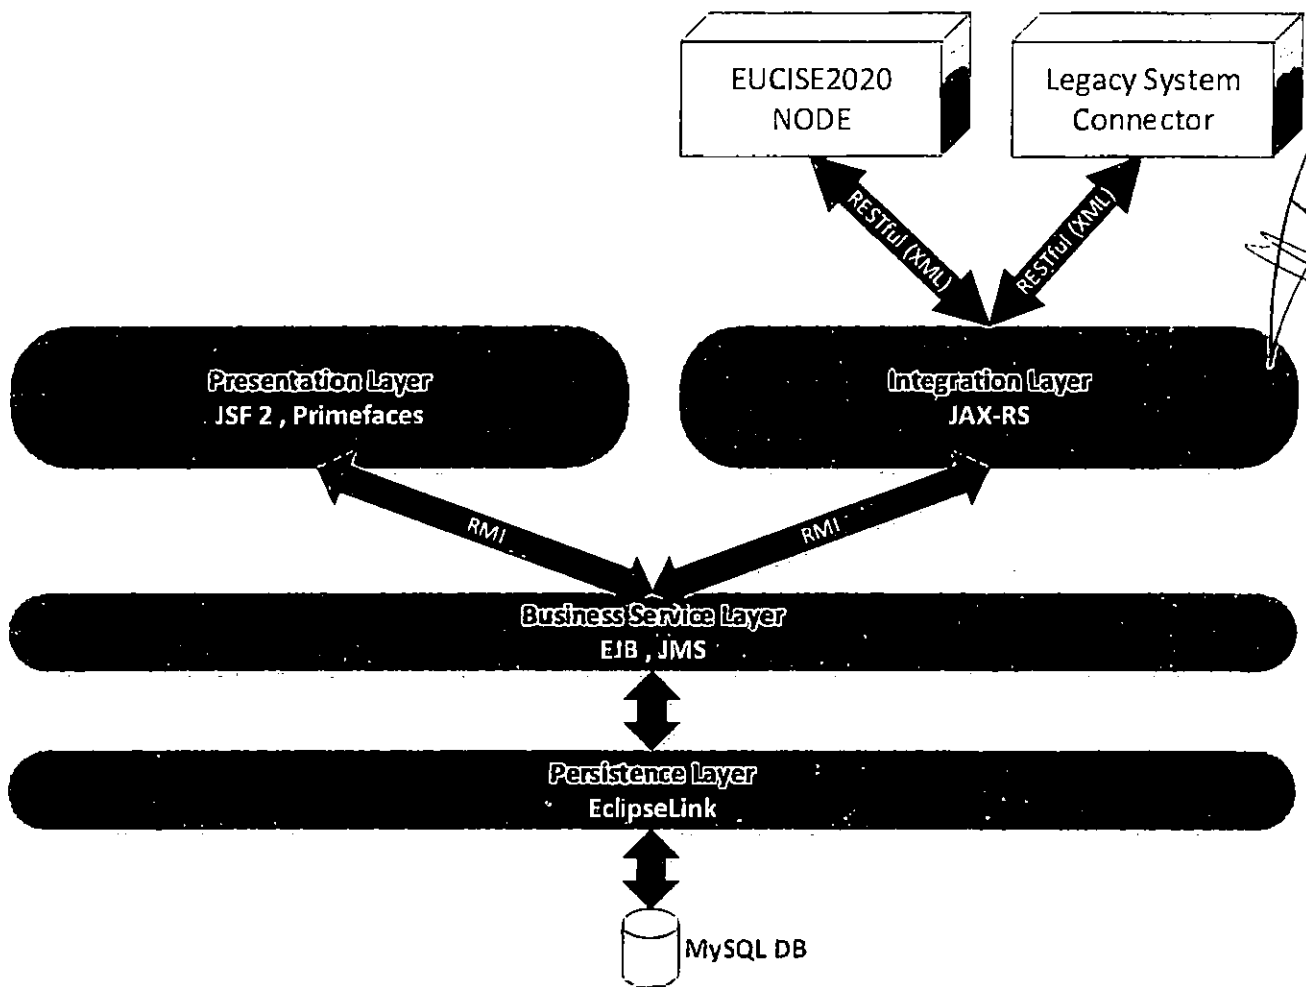 EUCISE2020
NODE
Legacy System
Connector
RESTful (XML)
RESTful (XML)
Presentation Layer
JSF 2 , Primefaces
Integration Layer
JAX-RS
RMI
RMI
Business Service Layer
EJB , JMS
Persistence Layer
EclipseLink
MySQL DB